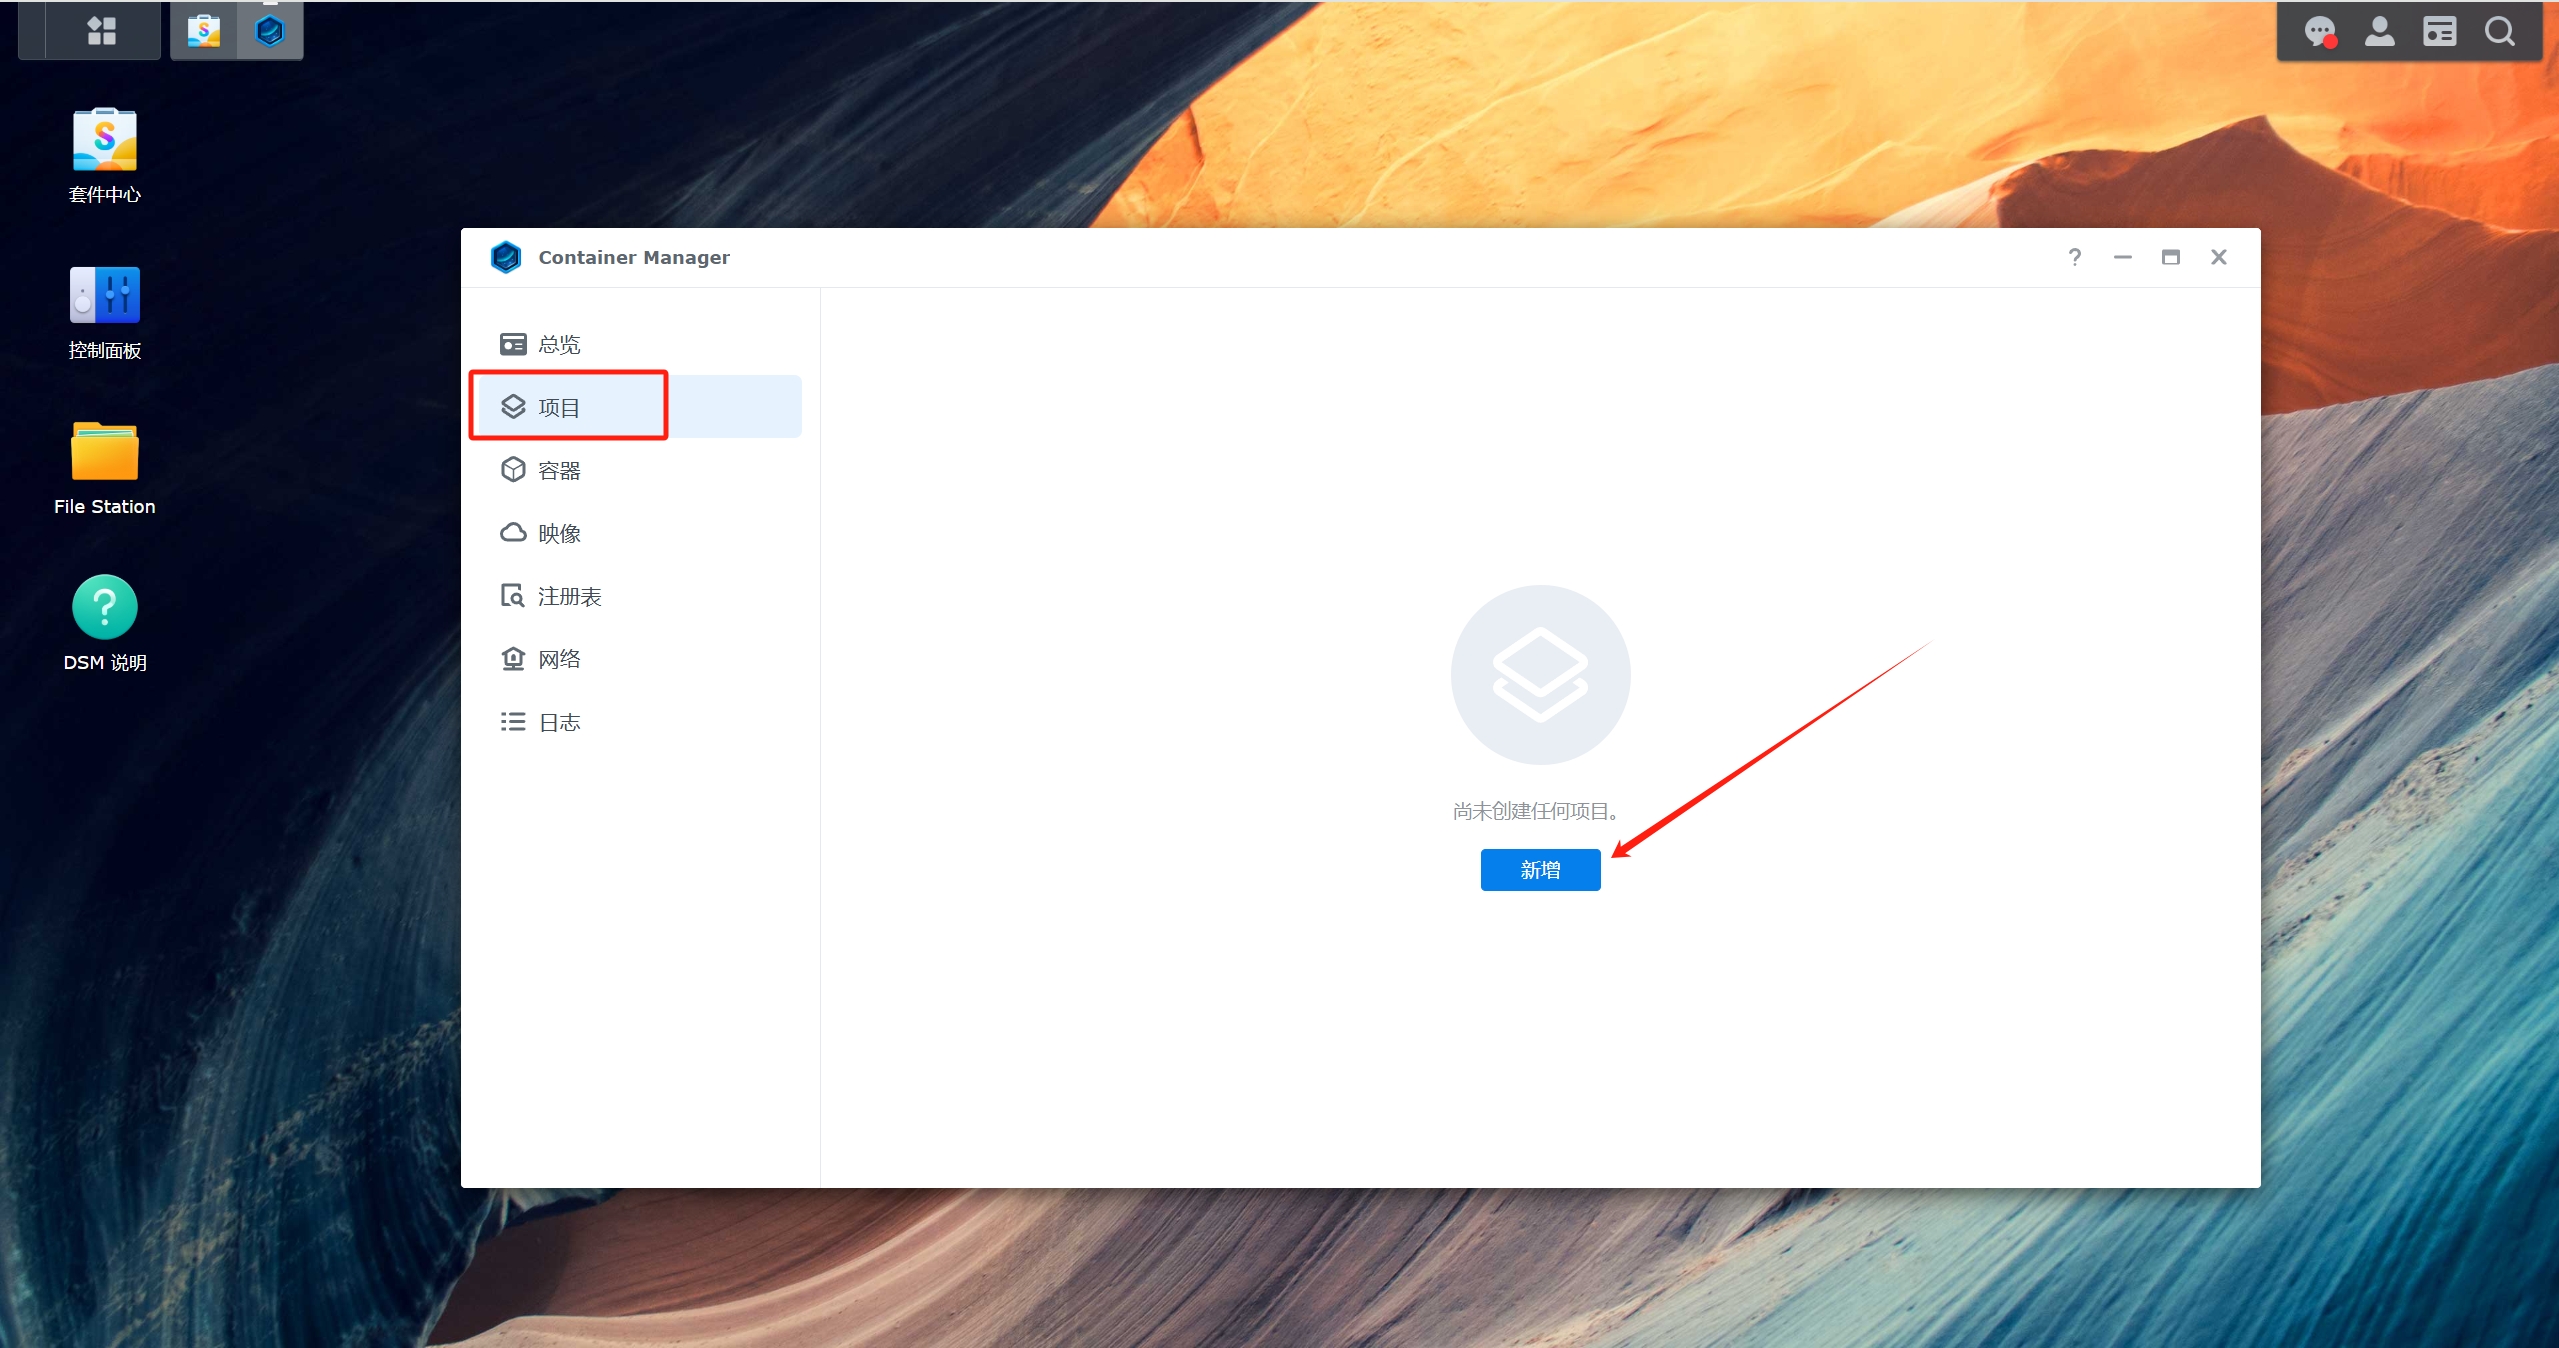 套件中心
控制面板
File Station
DSM 说明
Container Manager
总览
项目
容器
映像
注册表
网络
日志
尚未创建任何项目。
新增